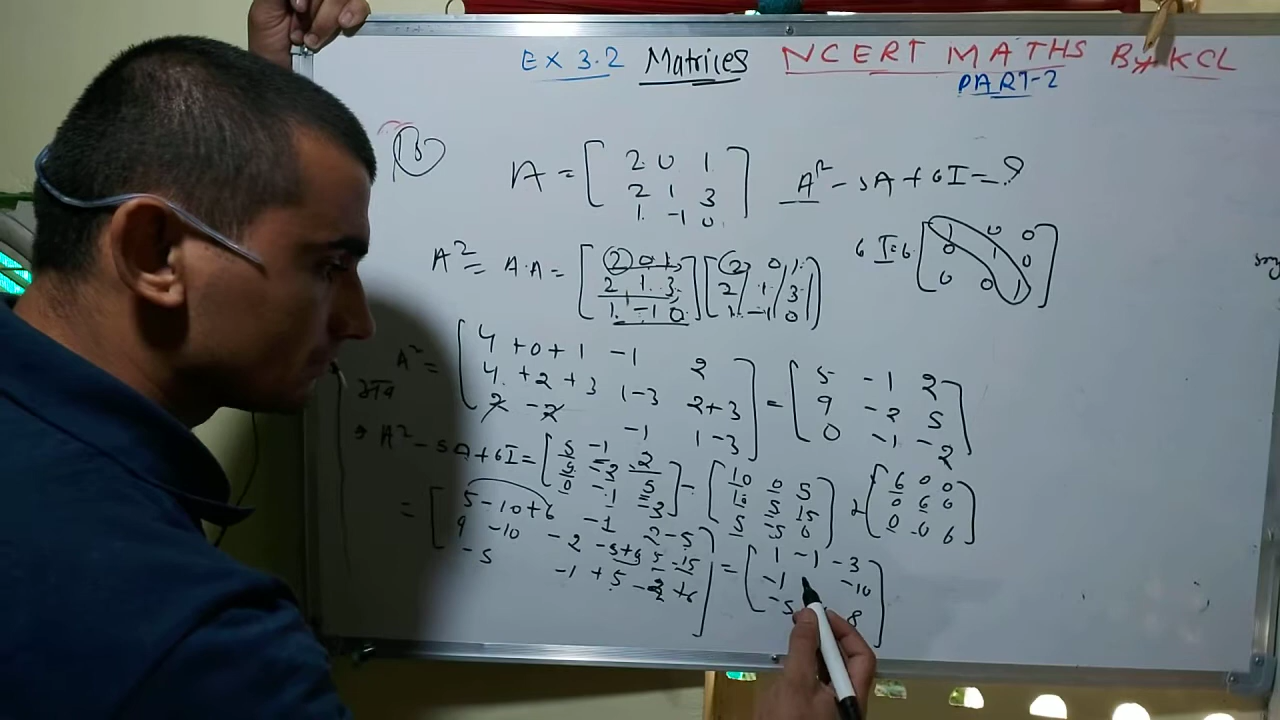 EX 3.2 Matrices NCERT MATHS By KCL
PART-2
A = [ 2 0 1 ] A² - 5A + 6I = ?
2 1 3
1 -1 0
A² = A.A = [ 2 0 1 ] [ 2 0 1 ] 6 I = 6 [ 1 0 0 ]
2 1 3 2 1 3 0 1 0
1 -1 0 1 -1 0 0 0 1
A² = [ 4+0+1 -1 2 ] = [ 5 -1 2 ]
4+2+3 1-3 2+3 9 -2 5
2-2 -1 1-3 0 -1 -2
A² - 5A + 6I = [ 5 -1 2 ] - [ 10 0 5 ] + [ 6 0 0 ]
-2 5 10 5 15 0 6 0
0 -1 5 -5 0 0 0 6
= [ 5-10+6 -1 2-5 ] = [ 1 -1 -3 ]
9-10 -2-5+6 5-15 -1 -10
-5 -1+5 -2+6 -5 8